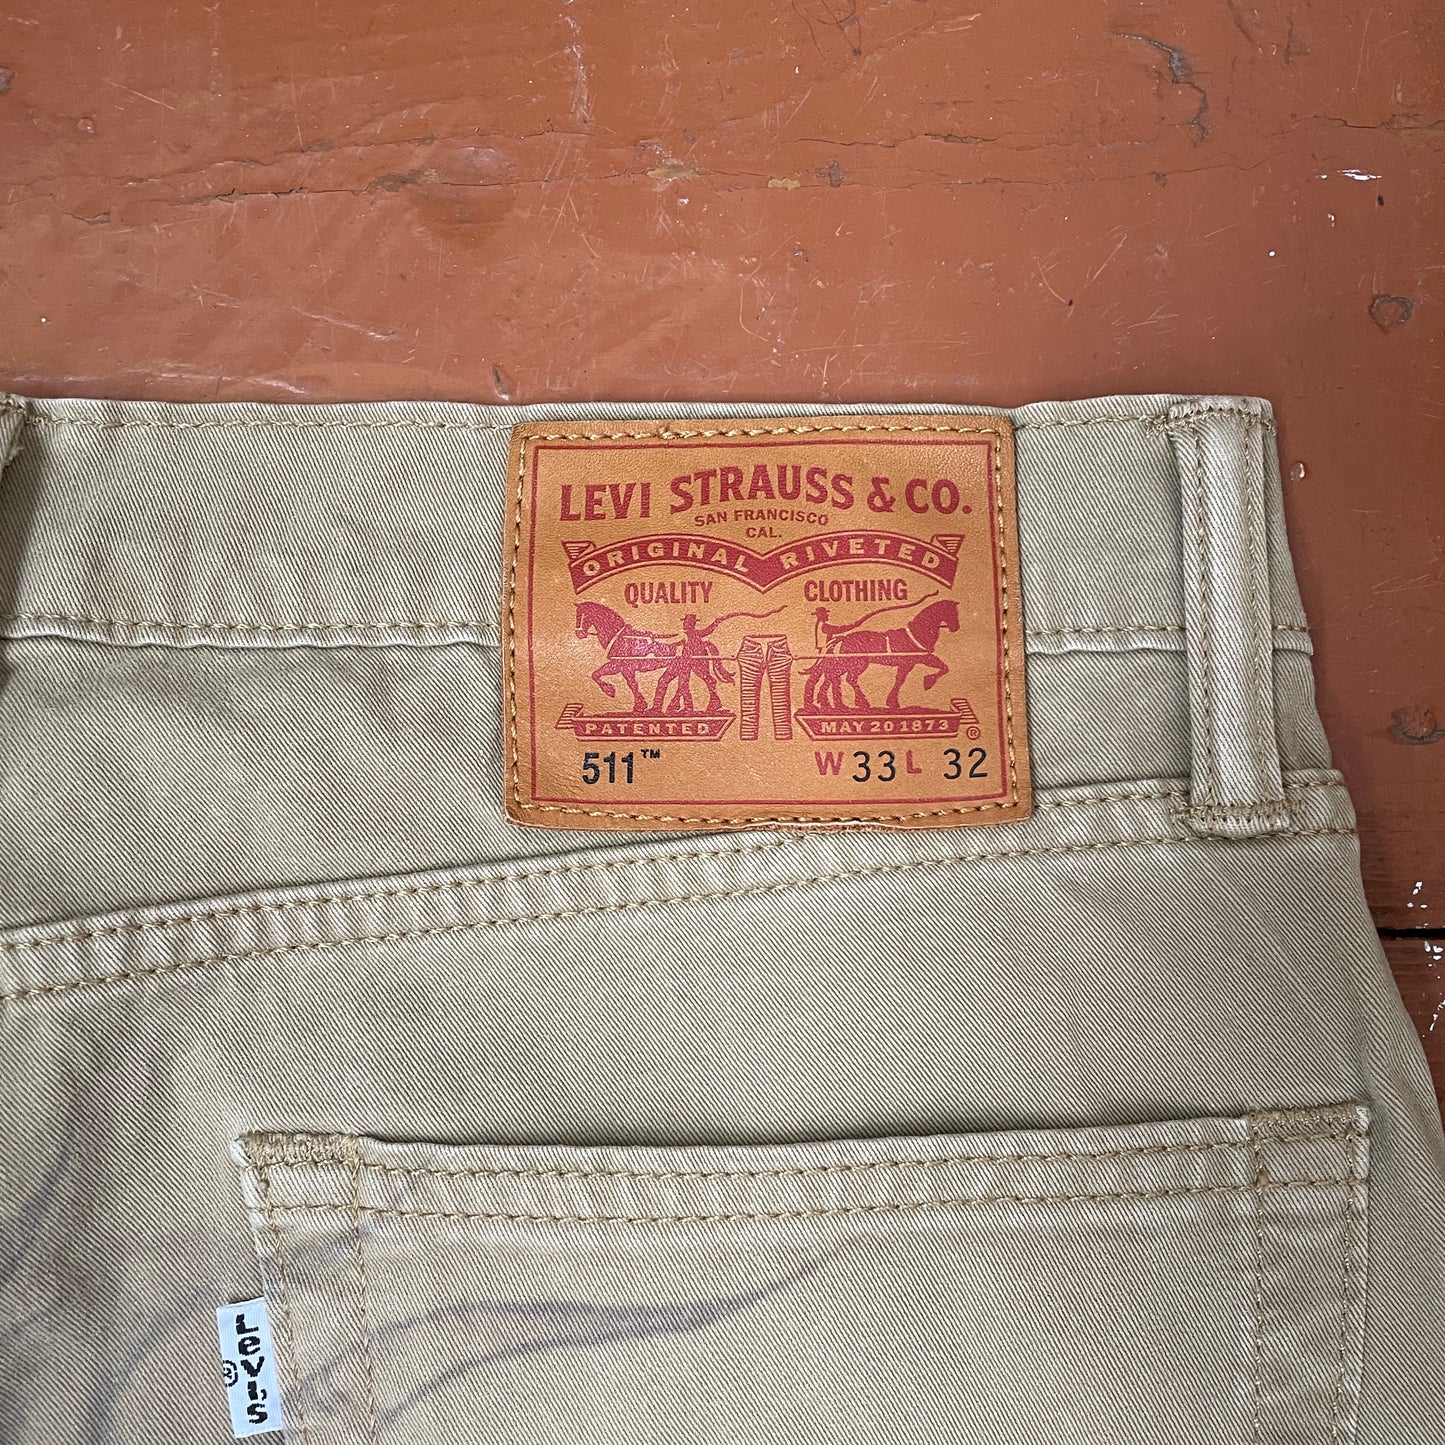 LEVI STRAUSS & CO.
SAN FRANCISCO
CAL.
ORIGINAL RIVETED
QUALITY CLOTHING
PATENTED MAY 20 1873 ®
511™ W 33 L 32
LeVi's
®